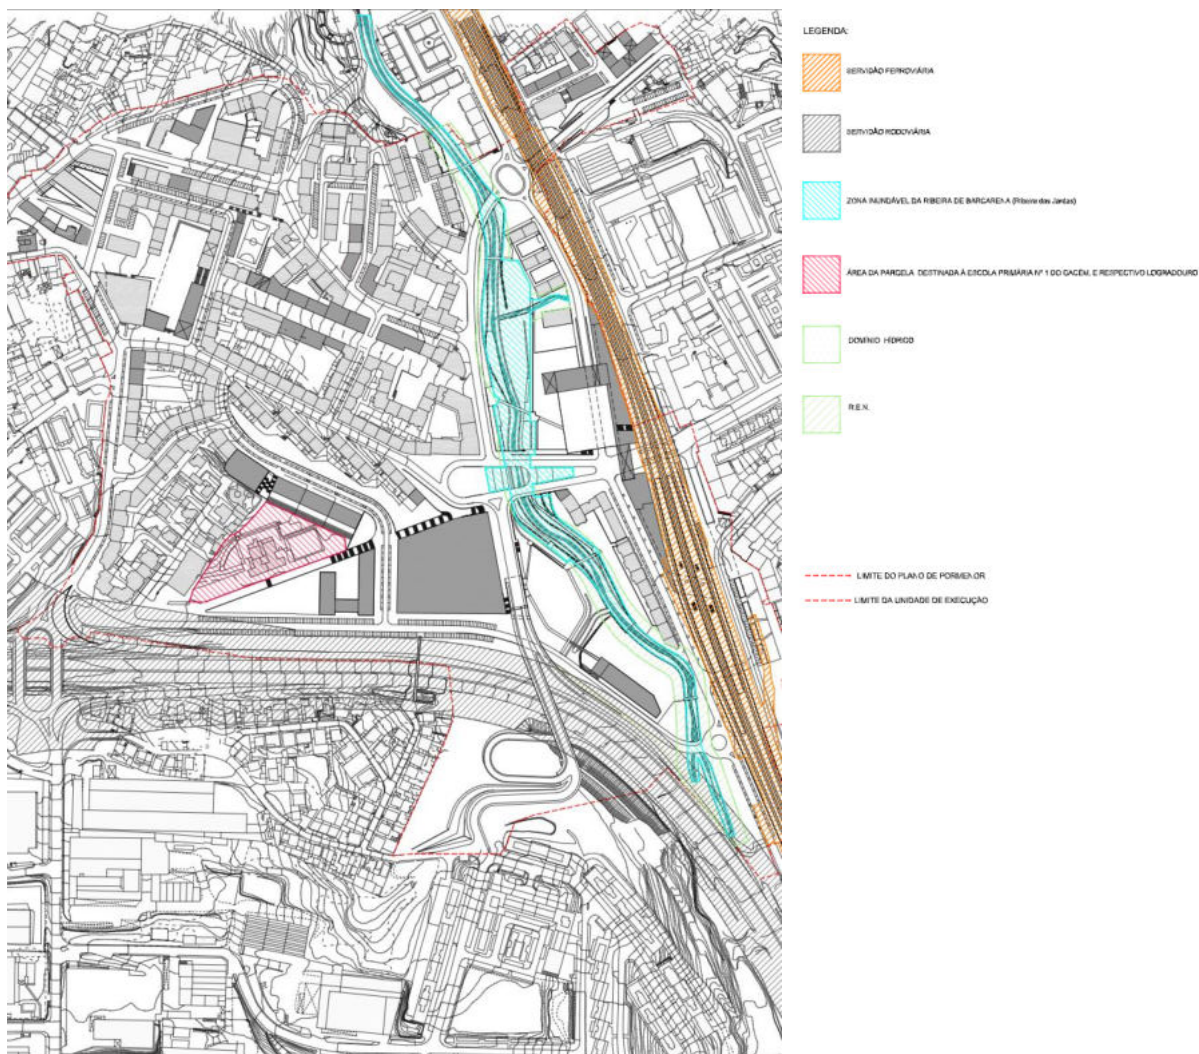 LEGENDA:
SERVIDÃO FERROVIÁRIA
SERVIDÃO RODOVIÁRIA
ZONA INUNDÁVEL DA RIBEIRA DE BARCARENA (Ribeira das Jardas)
ÁREA DA PARCELA DESTINADA À ESCOLA PRIMÁRIA Nº 1 DO CACÉM, E RESPECTIVO LOGRADOURO
DOMÍNIO HÍDRICO
R.E.N.
LIMITE DO PLANO DE PORMENOR
LIMITE DA UNIDADE DE EXECUÇÃO